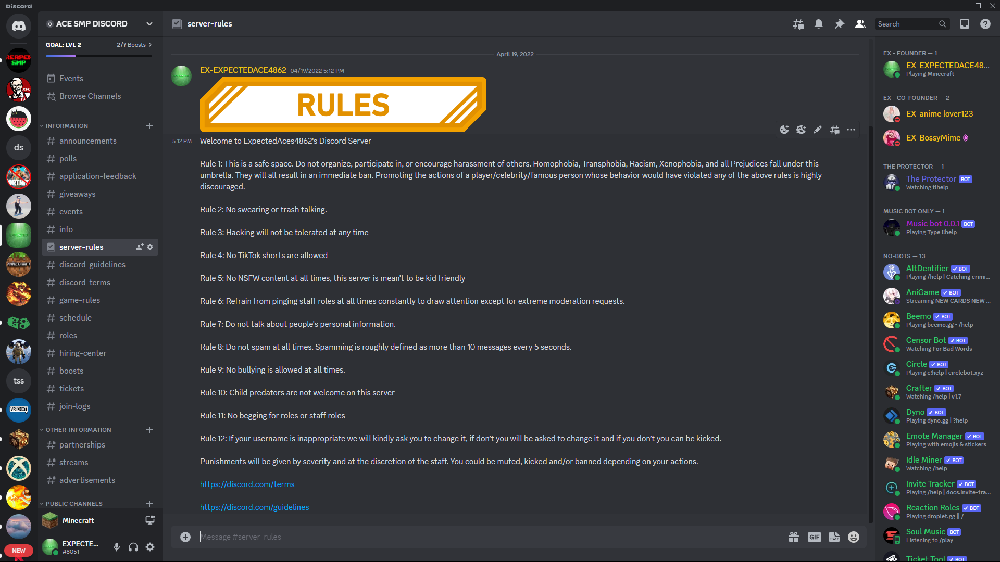 Discord
ACE SMP DISCORD
GOAL: LVL 2
2/7 Boosts
Events
Browse Channels
INFORMATION
announcements
polls
application-feedback
giveaways
events
info
server-rules
discord-guidelines
discord-terms
game-rules
schedule
roles
hiring-center
boosts
tickets
join-logs
OTHER-INFORMATION
partnerships
streams
advertisements
PUBLIC CHANNELS
Minecraft
EXPECTE...
#8051
REAPER
SMP
KFC
ds
EXPECTED
MINECRAFT
tss
VRCHAT
NEW
server-rules
Search
April 19, 2022
EX-EXPECTEDACE4862 04/19/2022 5:12 PM
RULES
5:12 PM Welcome to ExpectedAces4862's Discord Server
Rule 1: This is a safe space. Do not organize, participate in, or encourage harassment of others. Homophobia, Transphobia, Racism, Xenophobia, and all Prejudices fall under this
umbrella. They will all result in an immediate ban. Promoting the actions of a player/celebrity/famous person whose behavior would have violated any of the above rules is highly
discouraged.
Rule 2: No swearing or trash talking.
Rule 3: Hacking will not be tolerated at any time
Rule 4: No TikTok shorts are allowed
Rule 5: No NSFW content at all times, this server is mean't to be kid friendly
Rule 6: Refrain from pinging staff roles at all times constantly to draw attention except for extreme moderation requests.
Rule 7: Do not talk about people's personal information.
Rule 8: Do not spam at all times. Spamming is roughly defined as more than 10 messages every 5 seconds.
Rule 9: No bullying is allowed at all times.
Rule 10: Child predators are not welcome on this server
Rule 11: No begging for roles or staff roles
Rule 12: If your username is inappropriate we will kindly ask you to change it, if don’t you will be asked to change it and if you don’t you can be kicked.
Punishments will be given by severity and at the discretion of the staff. You could be muted, kicked and/or banned depending on your actions.
https://discord.com/terms
https://discord.com/guidelines
Message #server-rules
GIF
EX - FOUNDER — 1
EX-EXPECTEDACE48...
Playing Minecraft
EX - CO-FOUNDER — 2
EX-anime lover123
EX-BossyMime
THE PROTECTOR — 1
The Protector BOT
Watching t!help
MUSIC BOT ONLY — 1
Music bot 0.0.1 BOT
Playing Type !!help
NO-BOTS — 13
AltDentifier BOT
Playing /help | Catching crimi...
AniGame BOT
Streaming NEW CARDS NEW ...
Beemo BOT
Playing beemo.gg • /help
Censor Bot BOT
Watching For Bad Words
Circle BOT
Playing c!help | circlebot.xyz
Crafter BOT
Watching /help | v1.7
Dyno BOT
Playing dyno.gg | ?help
Emote Manager BOT
Playing with emojis & stickers
Idle Miner BOT
Watching /help
Invite Tracker BOT
Playing /help | docs.invite-tra...
Reaction Roles BOT
Playing droplet.gg || /
Soul Music BOT
Listening to /play
Ticket Tool BOT